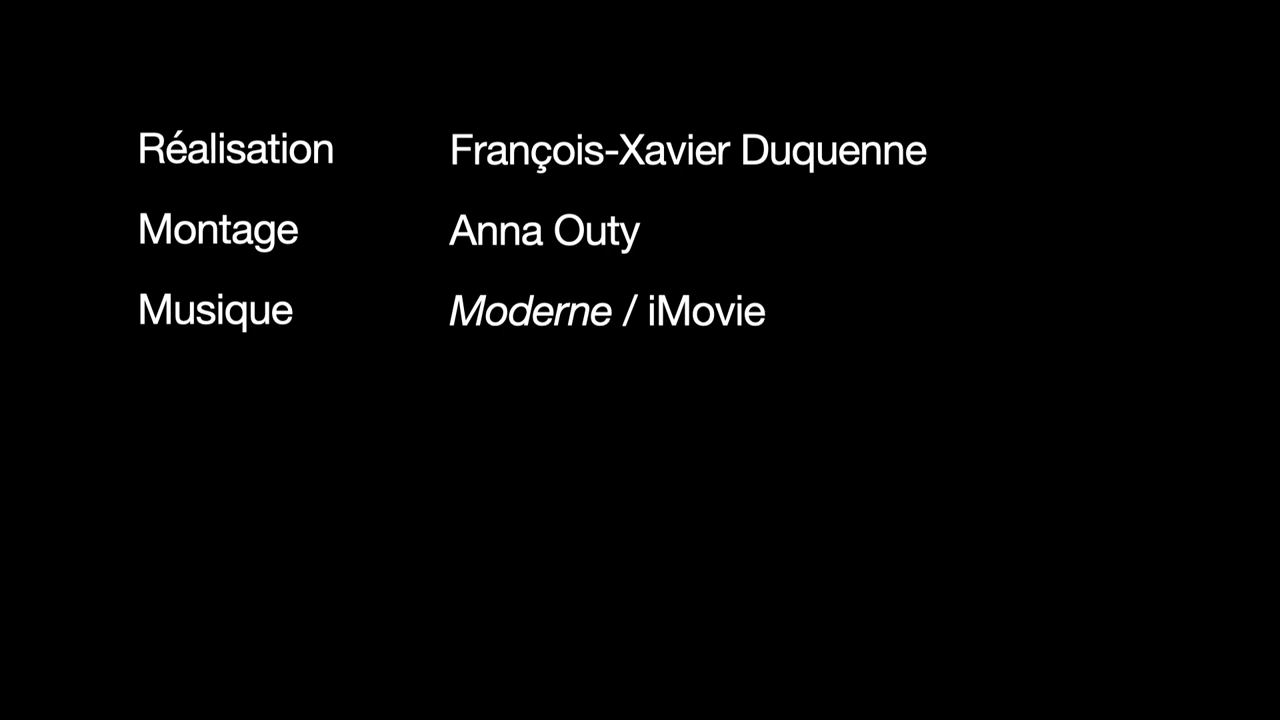 Réalisation François-Xavier Duquenne
Montage Anna Outy
Musique Moderne / iMovie